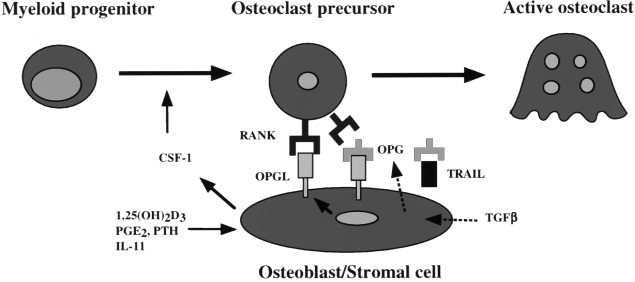 Myeloid progenitor
Osteoclast precursor
Active osteoclast
RANK
OPG
CSF-1
OPGL
TRAIL
1,25(OH)2D3
PGE2, PTH
IL-11
TGFβ
Osteoblast/Stromal cell